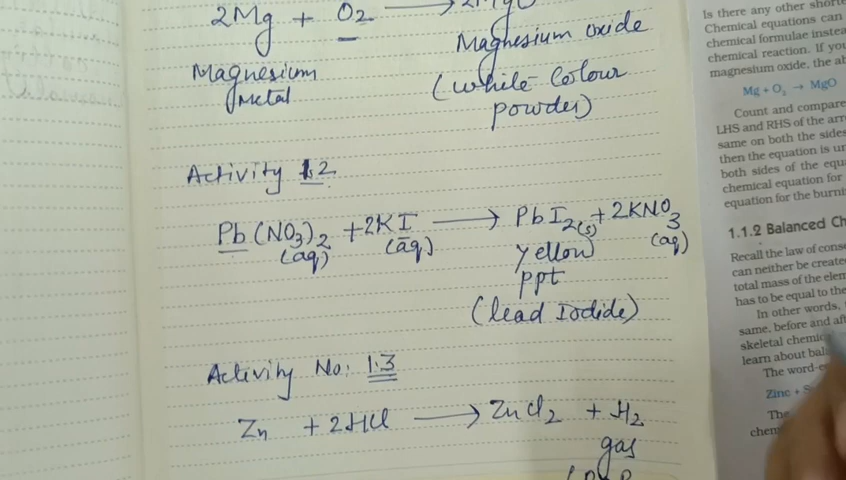 2Mg + O2 → 2MgO
Magnesium Metal
Magnesium oxide
(White Colour powder)
Activity 1.2
Pb(NO3)2 (aq) + 2KI (aq) → PbI2(s) + 2KNO3 (aq)
yellow
ppt
(lead Iodide)
Activity No: 1.3
Zn + 2HCl → ZnCl2 + H2
gas
Is there any other short
Chemical equations can
chemical formulae instea
chemical reaction. If you
magnesium oxide, the ab
Mg + O2 → MgO
Count and compare
LHS and RHS of the arr
same on both the sides
then the equation is un
both sides of the equa
chemical equation for
equation for the burni
1.1.2 Balanced Ch
Recall the law of conse
can neither be create
total mass of the elem
has to be equal to the
In other words,
same, before and aft
skeletal chemic
learn about bala
The word-e
Zinc + S
The
chem